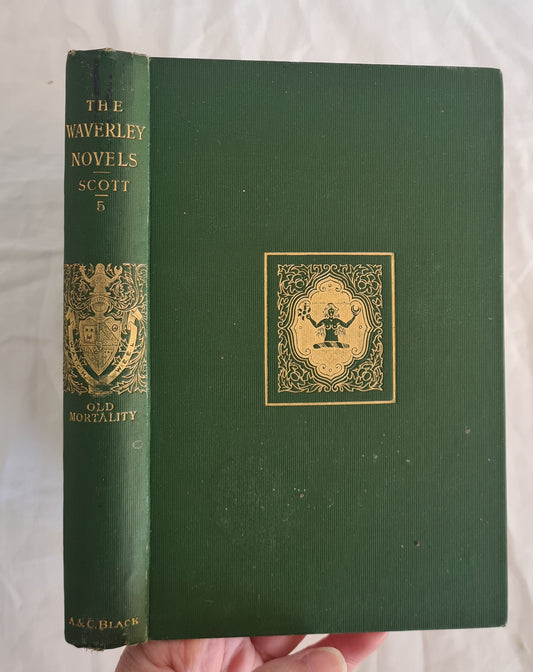 THE
WAVERLEY
NOVELS
SCOTT
5
OLD
MORTALITY
A. & C. BLACK